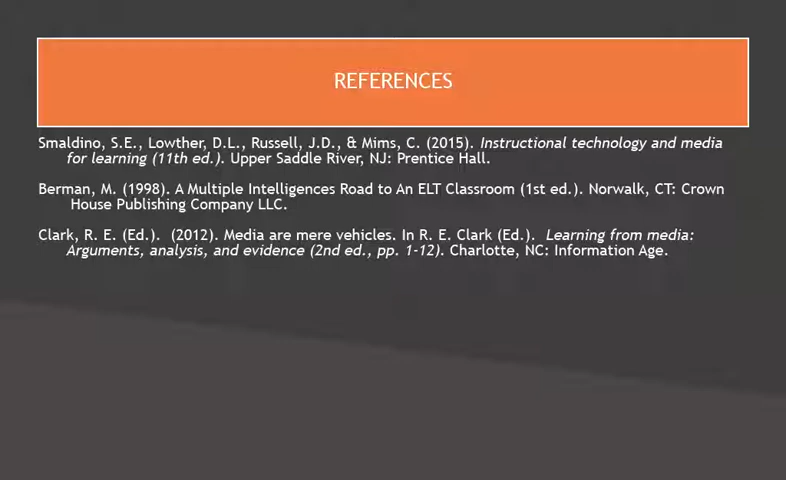 REFERENCES
Smaldino, S.E., Lowther, D.L., Russell, J.D., & Mims, C. (2015). Instructional technology and media
for learning (11th ed.). Upper Saddle River, NJ: Prentice Hall.
Berman, M. (1998). A Multiple Intelligences Road to An ELT Classroom (1st ed.). Norwalk, CT: Crown
House Publishing Company LLC.
Clark, R. E. (Ed.). (2012). Media are mere vehicles. In R. E. Clark (Ed.). Learning from media:
Arguments, analysis, and evidence (2nd ed., pp. 1-12). Charlotte, NC: Information Age.